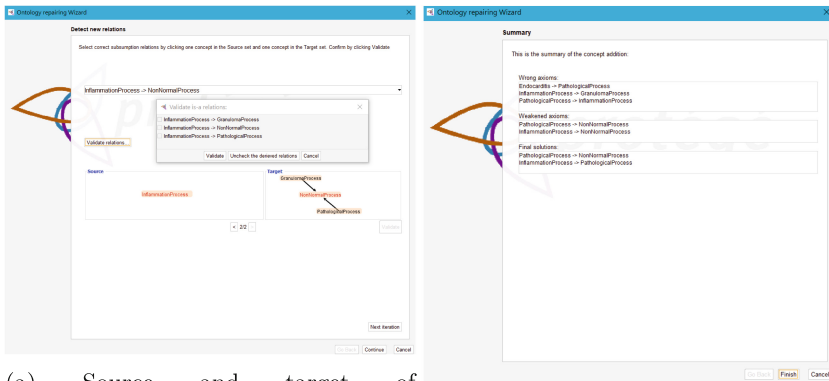 Ontology repairing Wizard
Detect new relations
Select correct subsumption relations by clicking one concept in the Source set and one concept in the Target set. Confirm by clicking Validate
InflammationProcess -> NonNormalProcess
Validate is-a relations
InflammationProcess -> GranulomaProcess
InflammationProcess -> NonNormalProcess
InflammationProcess -> PathologicalProcess
Validate relations...
Validate Uncheck the deriened relations Cancel
Source Target
GranulomaProcess
InflammationProcess NonNormalProcess
PathologicalProcess
< 2/2 >
Validate
Next iteration
Go Back Continue Cancel
(a) Source and target of
Ontology repairing Wizard
Summary
This is the summary of the concept addition:
Wrong axioms:
Endocarditis -> PathologicalProcess
InflammationProcess -> GranulomaProcess
PathologicalProcess -> InflammationProcess
Weakened axioms:
PathologicalProcess -> NonNormalProcess
InflammationProcess -> NonNormalProcess
Final solutions:
PathologicalProcess -> NonNormalProcess
InflammationProcess -> PathologicalProcess
Go Back Finish Cancel